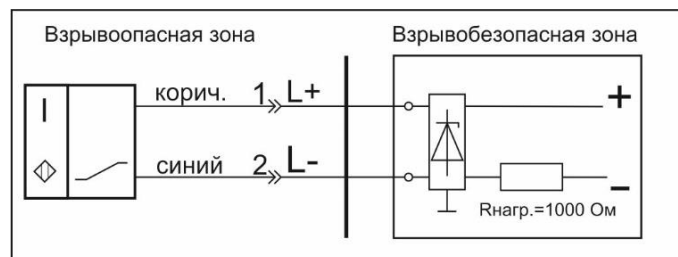 Взрывоопасная зона
Взрывобезопасная зона
I
корич. 1 L+
+
синий 2 L-
–
Rнагр.=1000 Ом